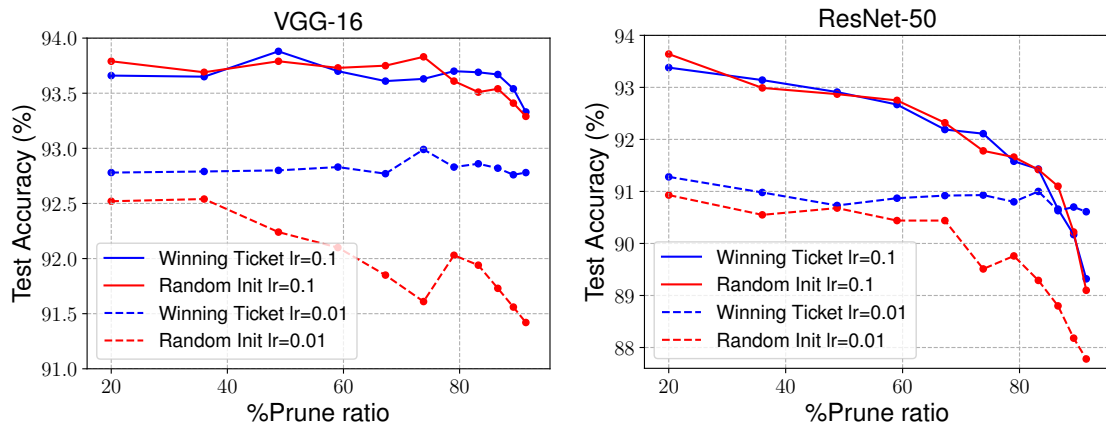 VGG-16
94.0
93.5
93.0
92.5
92.0
91.5
91.0
Test Accuracy (%)
Winning Ticket lr=0.1
Random Init lr=0.1
Winning Ticket lr=0.01
Random Init lr=0.01
20 40 60 80
%Prune ratio
ResNet-50
94
93
92
91
90
89
88
Test Accuracy (%)
Winning Ticket lr=0.1
Random Init lr=0.1
Winning Ticket lr=0.01
Random Init lr=0.01
20 40 60 80
%Prune ratio